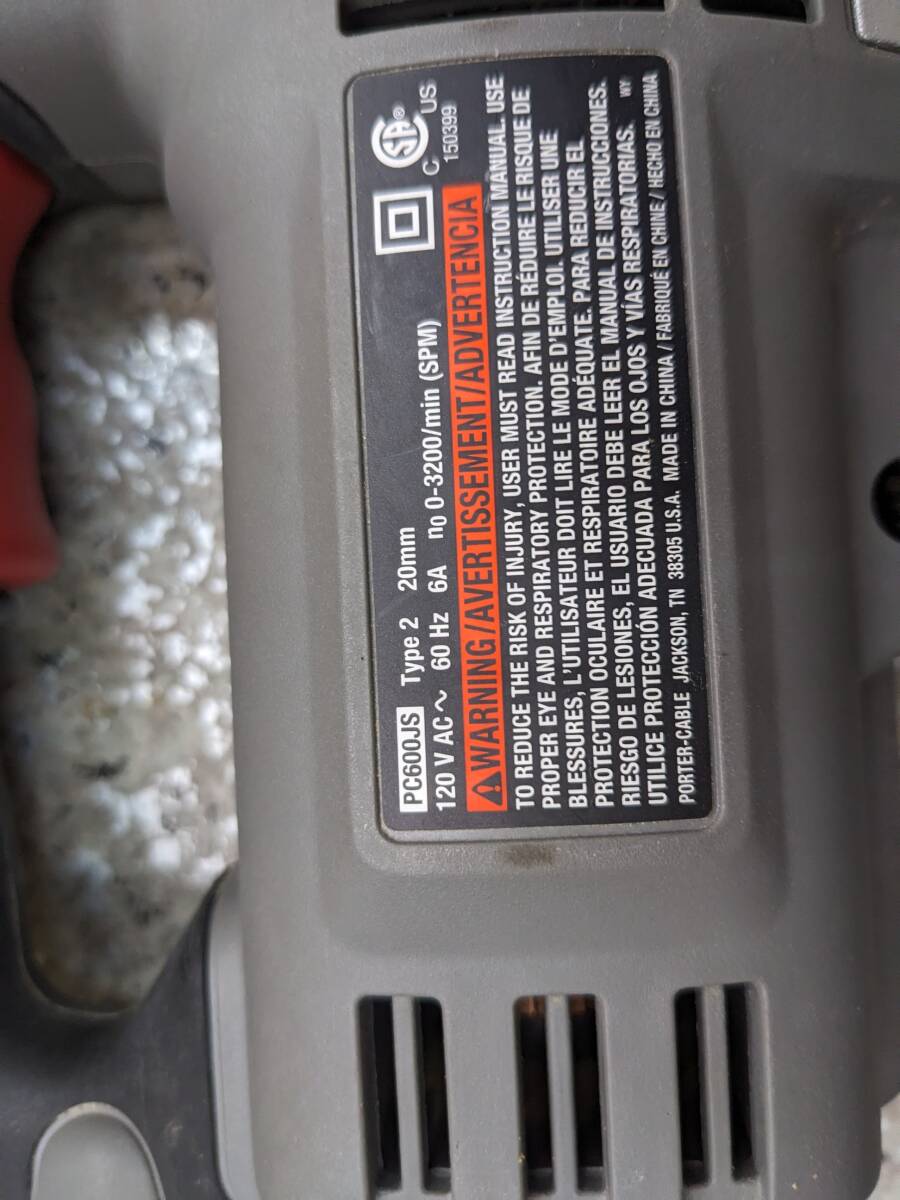 PC600JS Type 2 20mm
120 V AC ~ 60 Hz 6A n0 0-3200/min (SPM)
SA®
C US
150399
⚠WARNING/AVERTISSEMENT/ADVERTENCIA
TO REDUCE THE RISK OF INJURY, USER MUST READ INSTRUCTION MANUAL. USE
PROPER EYE AND RESPIRATORY PROTECTION. AFIN DE RÉDUIRE LE RISQUE DE
BLESSURES, L'UTILISATEUR DOIT LIRE LE MODE D'EMPLOI. UTILISER UNE
PROTECTION OCULAIRE ET RESPIRATOIRE ADÉQUATE. PARA REDUCIR EL
RIESGO DE LESIONES, EL USUARIO DEBE LEER EL MANUAL DE INSTRUCCIONES.
UTILICE PROTECCIÓN ADECUADA PARA LOS OJOS Y VÍAS RESPIRATORIAS.
PORTER-CABLE JACKSON, TN 38305 U.S.A. MADE IN CHINA / FABRIQUÉ EN CHINE / HECHO EN CHINA